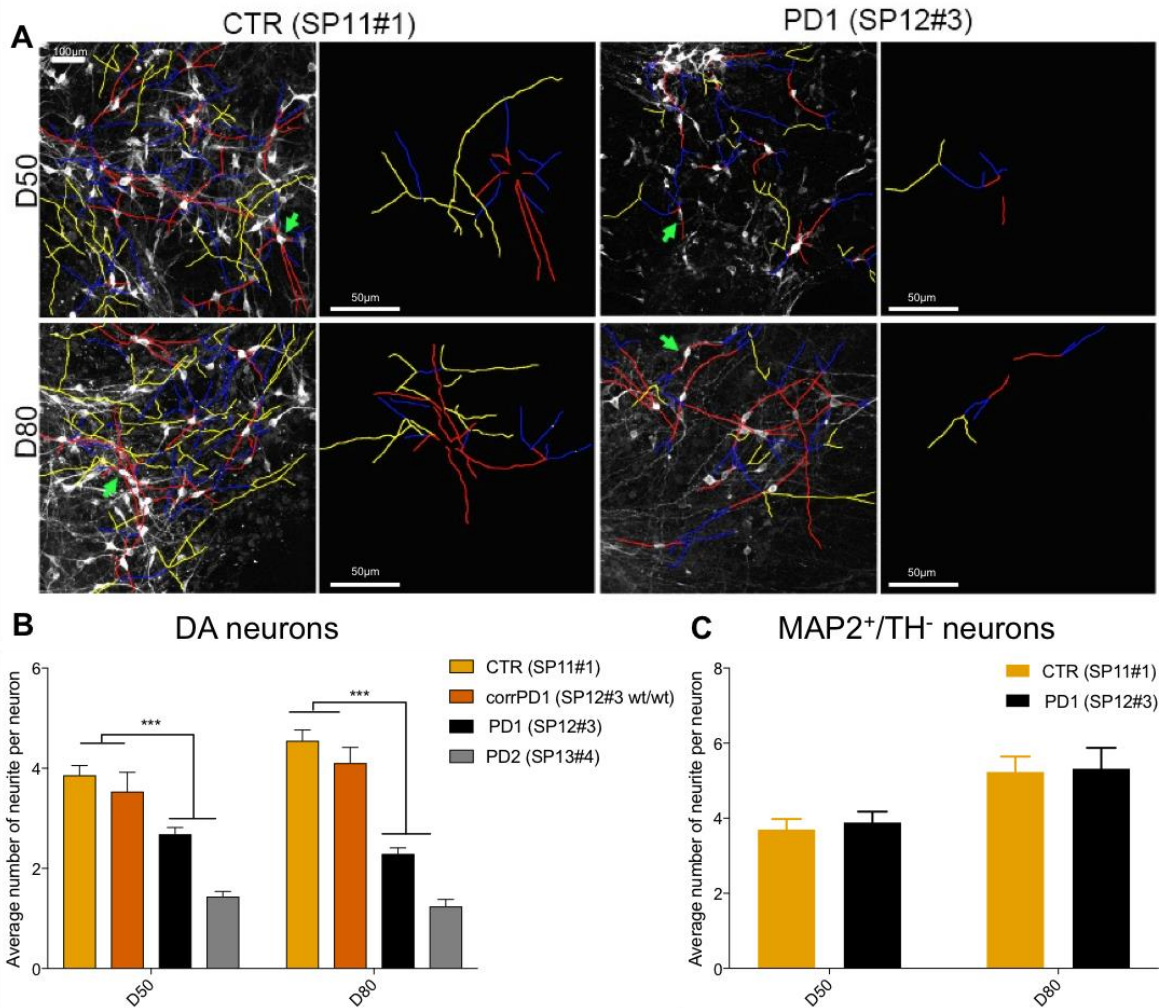 CTR (SP11#1)
PD1 (SP12#3)
A
100µm
D50
50µm
50µm
D80
50µm
50µm
B
DA neurons
Average number of neurite per neuron
6
4
2
0
***
***
D50
D80
CTR (SP11#1)
corrPD1 (SP12#3 wt/wt)
PD1 (SP12#3)
PD2 (SP13#4)
C
MAP2⁺/TH⁻ neurons
Average number of neurite per neuron
8
6
4
2
0
D50
D80
CTR (SP11#1)
PD1 (SP12#3)